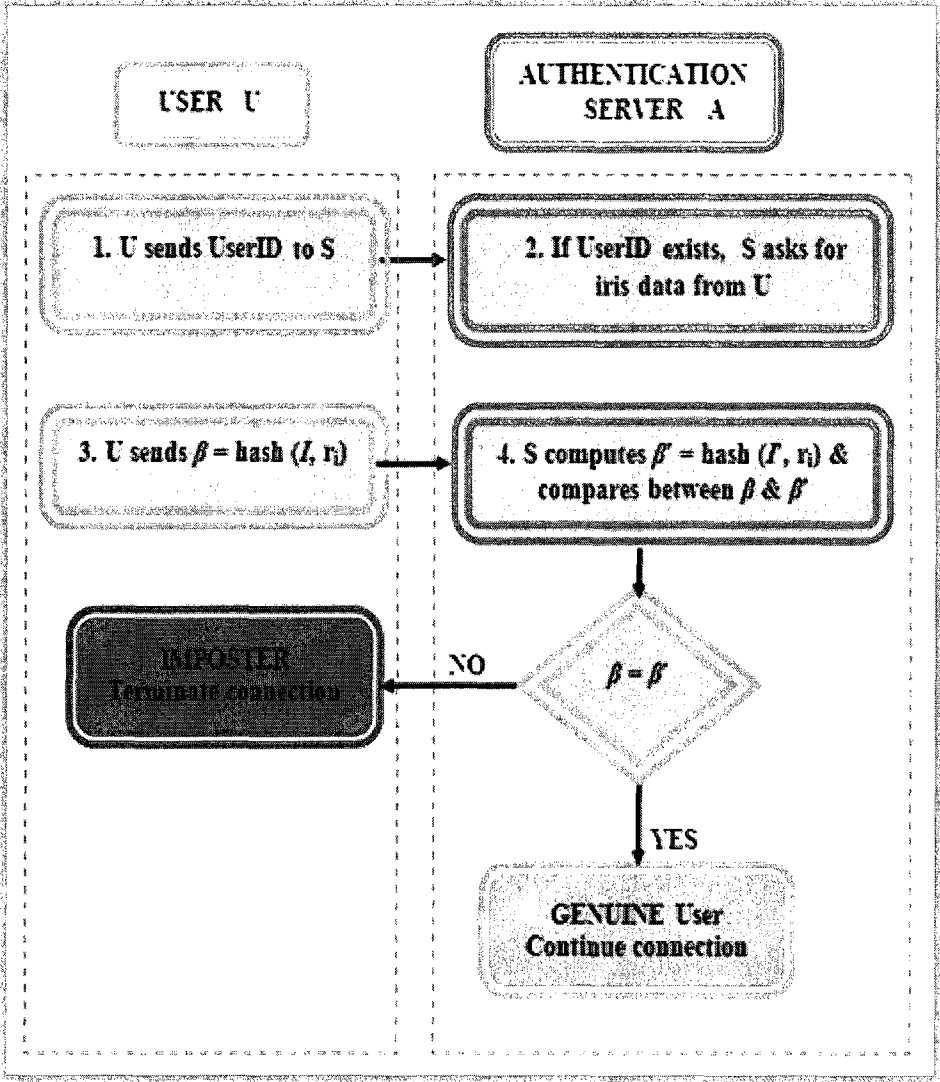 USER U
AUTHENTICATION
SERVER A
1. U sends UserID to S
2. If UserID exists, S asks for
iris data from U
3. U sends β = hash (I, rᵢ)
4. S computes β' = hash (I', rᵢ) &
compares between β & β'
IMPOSTER
Terminate connection
NO
β = β'
YES
GENUINE User
Continue connection